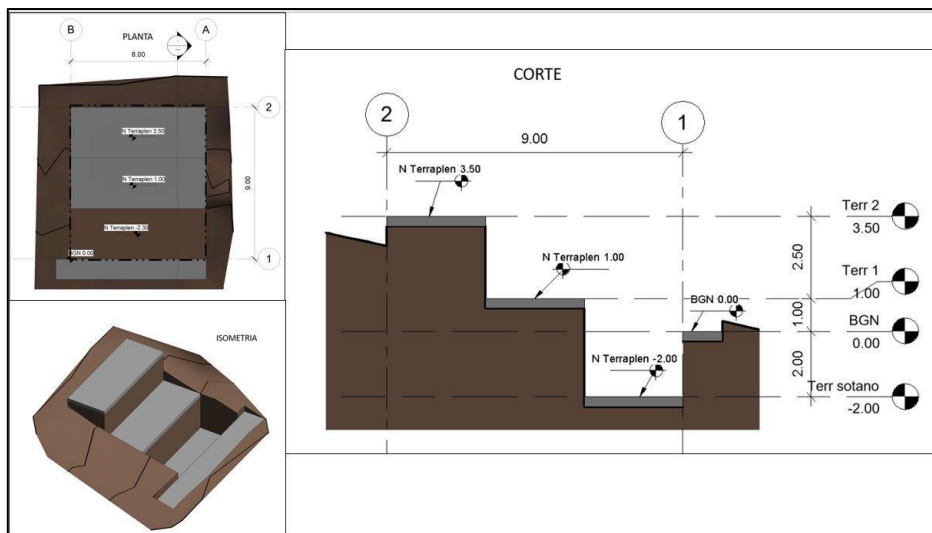 B
PLANTA
A
8.00
2
N Terraplen 3.50
N Terraplen 1.00
9.00
N Terraplen -2.30
BGN 0.00
1
ISOMETRIA
CORTE
2
1
9.00
N Terraplen 3.50
Terr 2
3.50
2.50
N Terraplen 1.00
Terr 1
1.00
1.00
BGN 0.00
BGN
0.00
2.00
N Terraplen -2.00
Terr sotano
-2.00